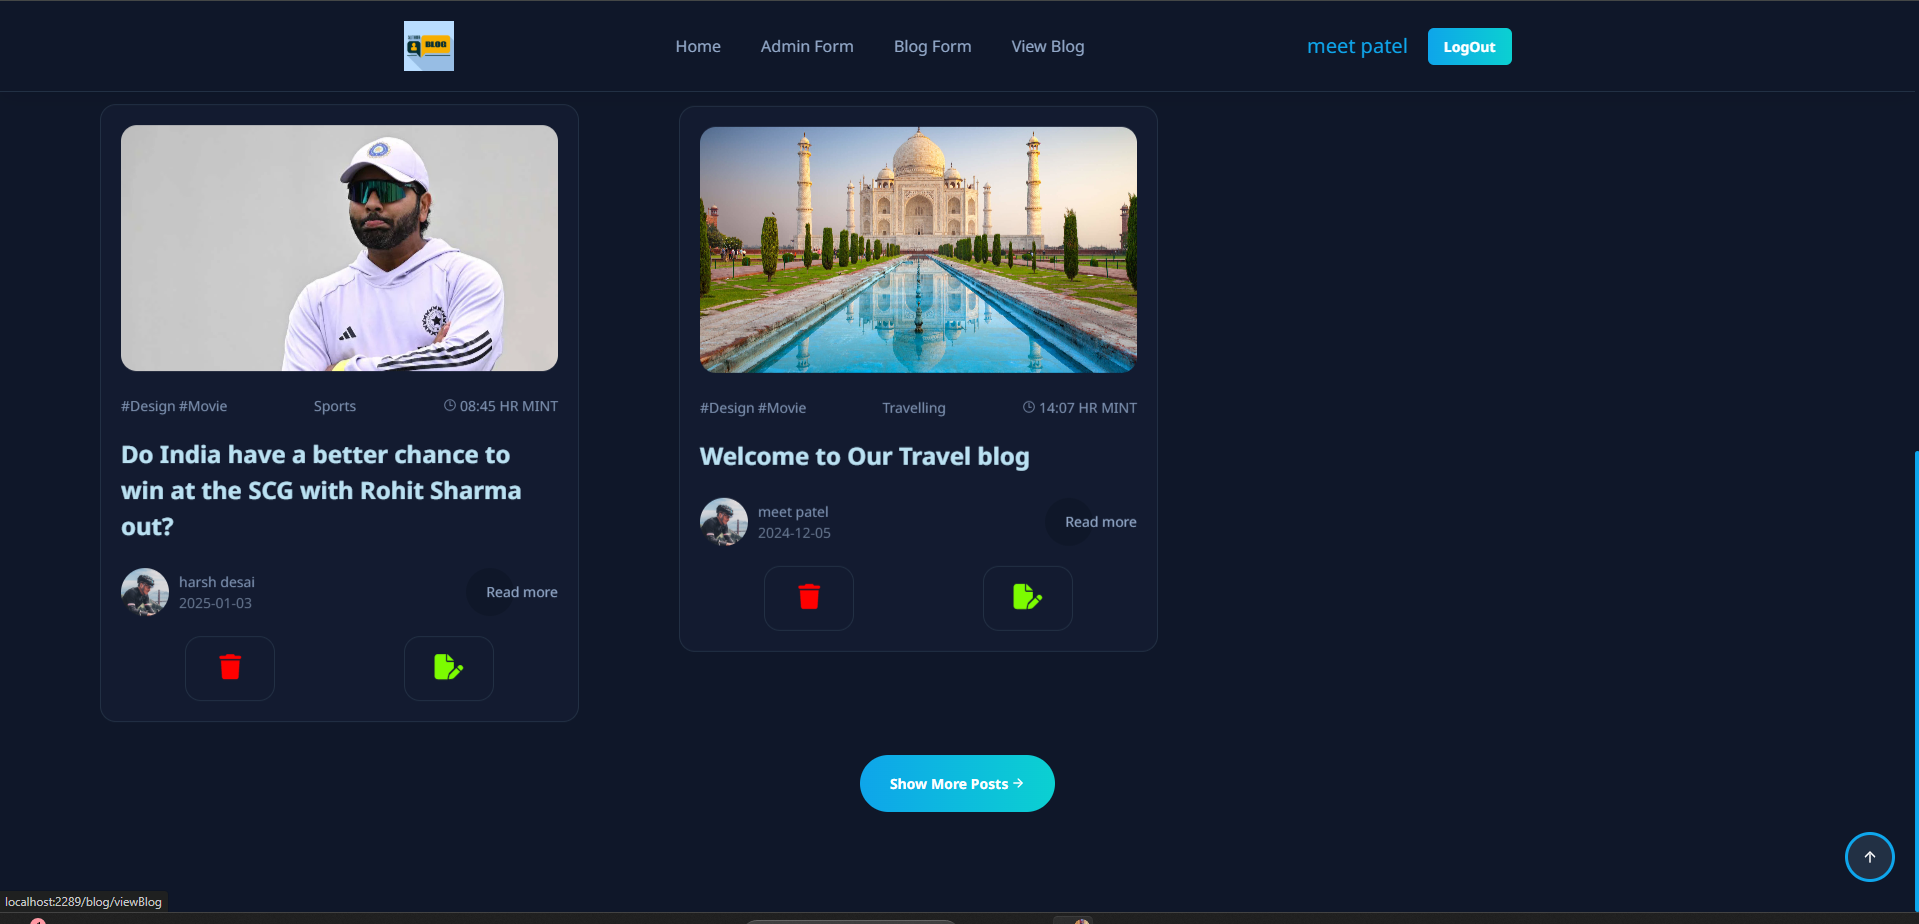 BLOG
Home
Admin Form
Blog Form
View Blog
meet patel
LogOut
#Design #Movie
Sports
08:45 HR MINT
Do India have a better chance to
win at the SCG with Rohit Sharma
out?
harsh desai
2025-01-03
Read more
#Design #Movie
Travelling
14:07 HR MINT
Welcome to Our Travel blog
meet patel
2024-12-05
Read more
Show More Posts
localhost:2289/blog/viewBlog